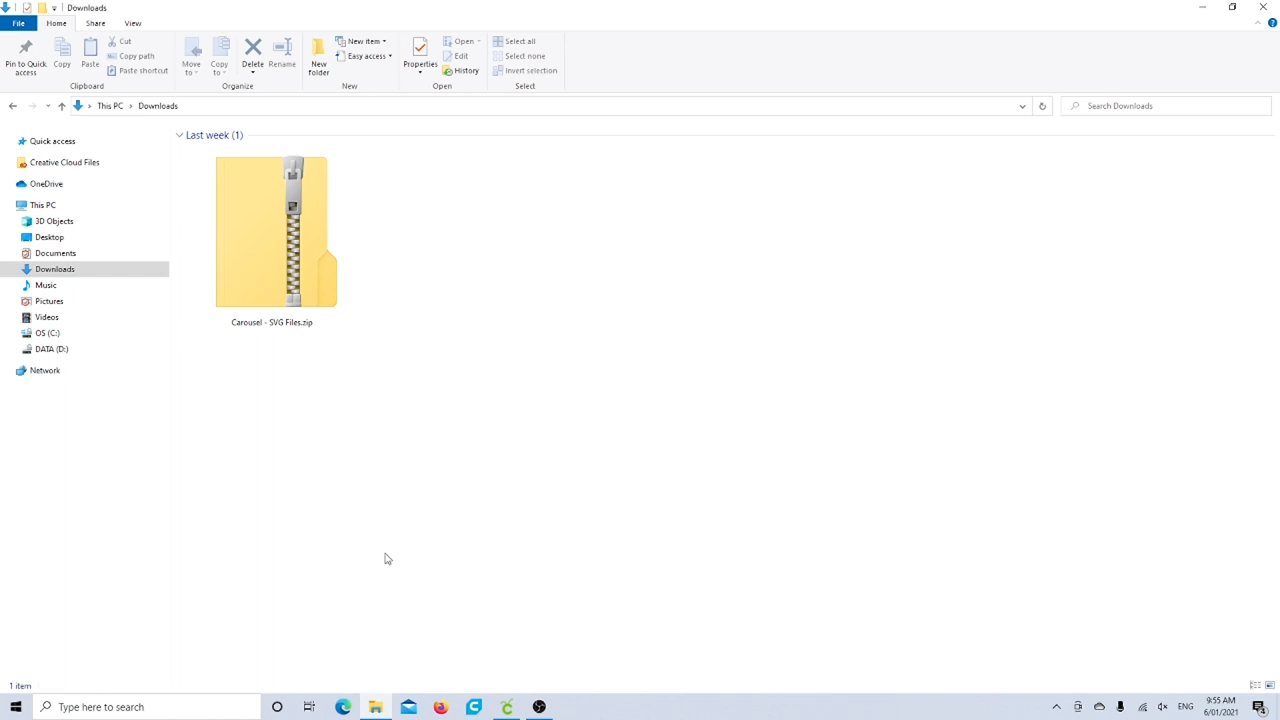 Downloads
File
Home
Share
View
Pin to Quick access
Copy
Paste
Cut
Copy path
Paste shortcut
Clipboard
Move to
Copy to
Delete
Rename
Organize
New folder
New item
Easy access
New
Properties
Open
Edit
History
Open
Select all
Select none
Invert selection
Select
This PC > Downloads
Search Downloads
Quick access
Creative Cloud Files
OneDrive
This PC
3D Objects
Desktop
Documents
Downloads
Music
Pictures
Videos
OS (C:)
DATA (D:)
Network
Last week (1)
Carousel - SVG Files.zip
1 item
Type here to search
ENG
9:55 AM
6/01/2021
4